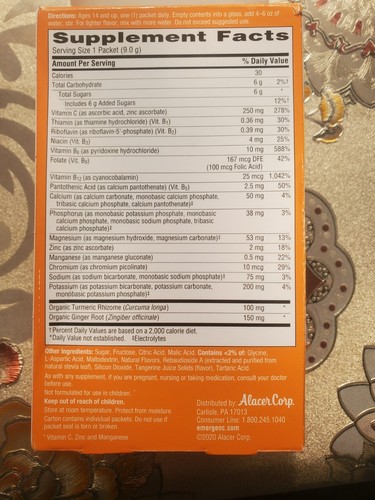 Directions: Ages 14 and up, one (1) packet daily. Empty contents into a glass, add 4-6 oz of
water, stir. For lighter flavor, mix with more water. Do not exceed suggested use.
Supplement Facts
Serving Size 1 Packet (9.0 g)
Amount Per Serving % Daily Value
Calories 30
Total Carbohydrate 6 g 2%†
Total Sugars 6 g *
Includes 6 g Added Sugars 12%†
Vitamin C (as ascorbic acid, zinc ascorbate) 250 mg 278%
Thiamin (as thiamine hydrochloride) (Vit. B₁) 0.36 mg 30%
Riboflavin (as riboflavin-5'-phosphate) (Vit. B₂) 0.39 mg 30%
Niacin (Vit. B₃) 4 mg 25%
Vitamin B₆ (as pyridoxine hydrochloride) 10 mg 588%
Folate (Vit. B₉) 167 mcg DFE 42%
(100 mcg Folic Acid)
Vitamin B₁₂ (as cyanocobalamin) 25 mcg 1,042%
Pantothenic Acid (as calcium pantothenate) (Vit. B₅) 2.5 mg 50%
Calcium (as calcium carbonate, monobasic calcium phosphate, 50 mg 4%
tribasic calcium phosphate, calcium pantothenate)‡
Phosphorus (as monobasic potassium phosphate, monobasic 38 mg 3%
calcium phosphate, monobasic sodium phosphate, tribasic
calcium phosphate)‡
Magnesium (as magnesium hydroxide, magnesium carbonate)‡ 53 mg 13%
Zinc (as zinc ascorbate) 2 mg 18%
Manganese (as manganese gluconate) 0.5 mg 22%
Chromium (as chromium picolinate) 10 mcg 29%
Sodium (as sodium bicarbonate, monobasic sodium phosphate)‡ 75 mg 3%
Potassium (as potassium bicarbonate, potassium carbonate, 200 mg 4%
monobasic potassium phosphate)‡
Organic Turmeric Rhizome (Curcuma longa) 100 mg *
Organic Ginger Root (Zingiber officinale) 150 mg *
† Percent Daily Values are based on a 2,000 calorie diet.
*Daily Value not established. ‡Electrolytes
Other Ingredients: Sugar, Fructose, Citric Acid, Malic Acid. Contains <2% of: Glycine,
L-Aspartic Acid, Maltodextrin, Natural Flavors, Rebaudioside A (extracted and purified from
natural stevia leaf), Silicon Dioxide, Tangerine Juice Solids (flavor), Tartaric Acid.
As with any supplement, if you are pregnant, nursing or taking medication, consult your doctor
before use.
Not formulated for use in children.
Keep out of reach of children.
Store at room temperature. Protect from moisture.
Carton contains individual packets. Do not use if
packet seal is torn or broken.
* Vitamin C, Zinc and Manganese
Distributed by: Alacer Corp.
Carlisle, PA 17013
Consumer Line: 1.800.245.1040
emergenc.com
©2020 Alacer Corp.